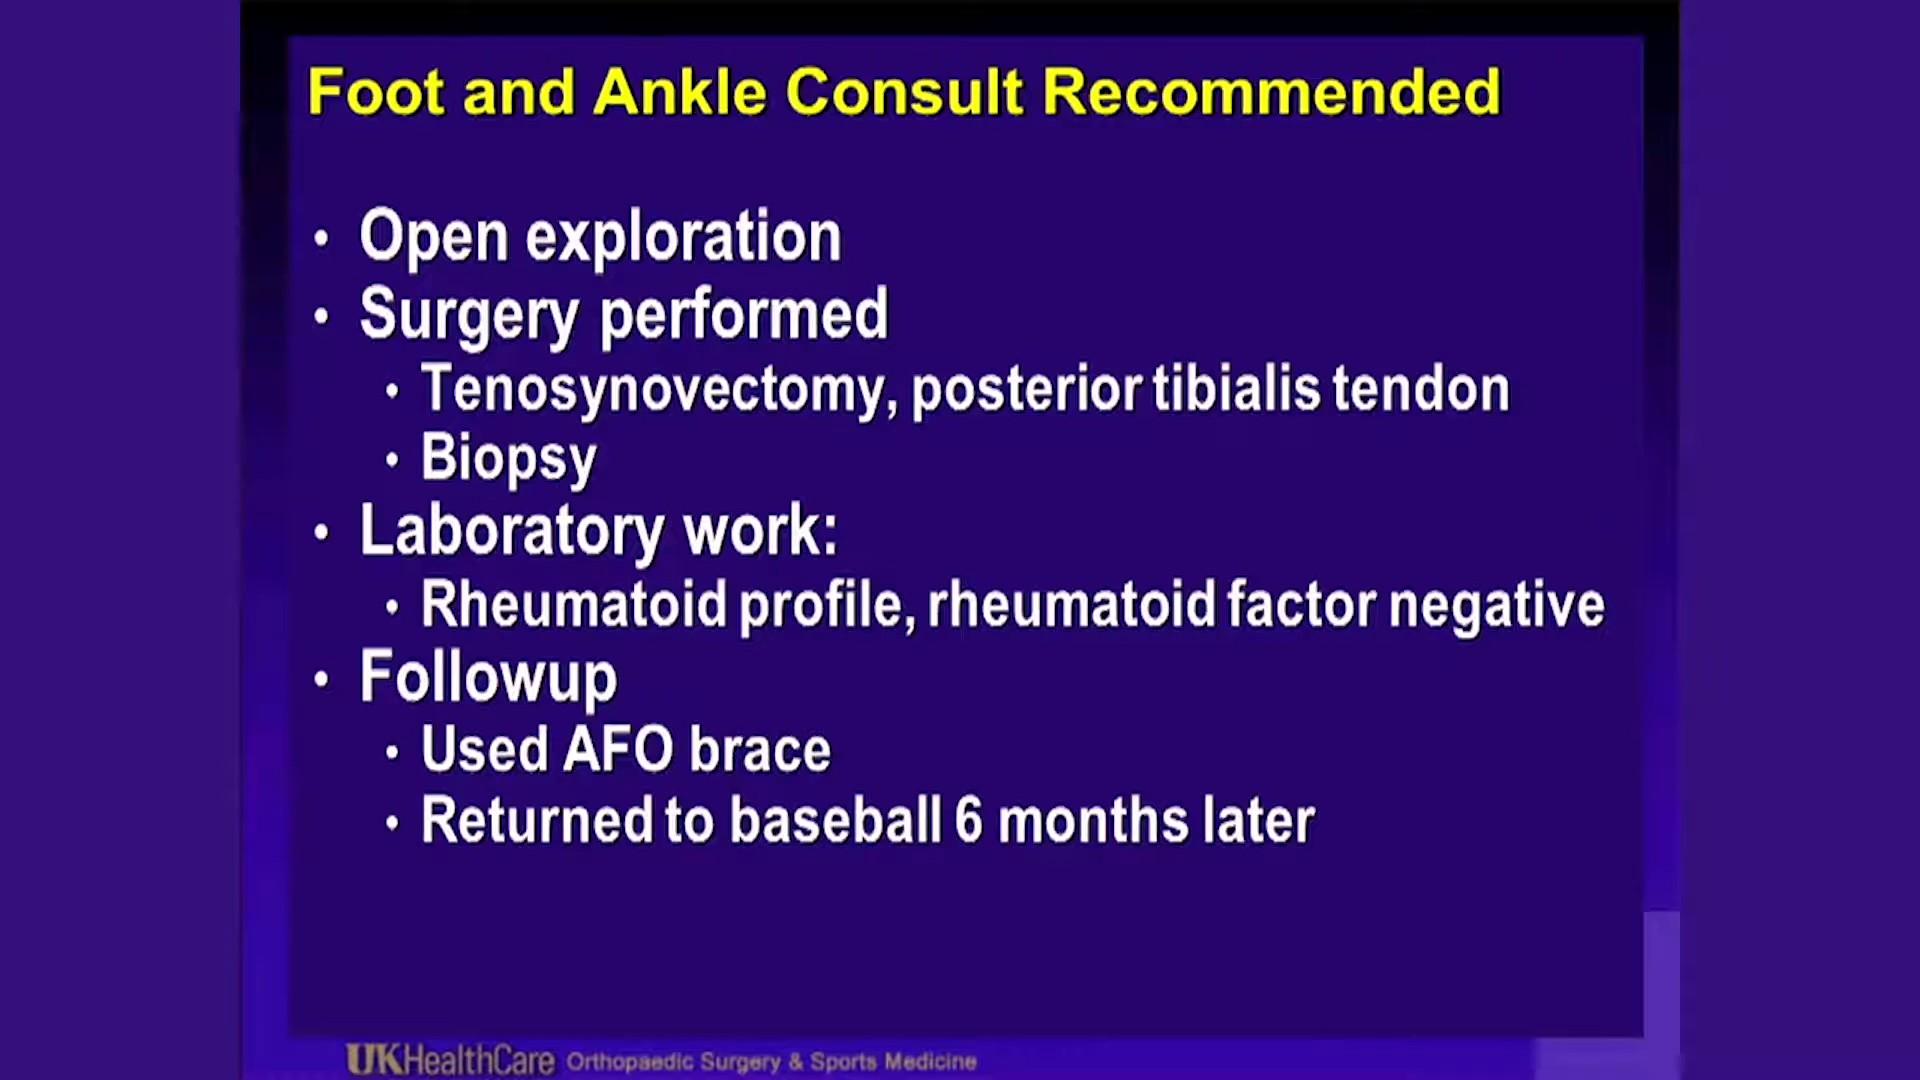 Foot and Ankle Consult Recommended
• Open exploration
• Surgery performed
• Tenosynovectomy, posterior tibialis tendon
• Biopsy
• Laboratory work:
• Rheumatoid profile, rheumatoid factor negative
• Followup
• Used AFO brace
• Returned to baseball 6 months later
UKHealthCare Orthopaedic Surgery & Sports Medicine